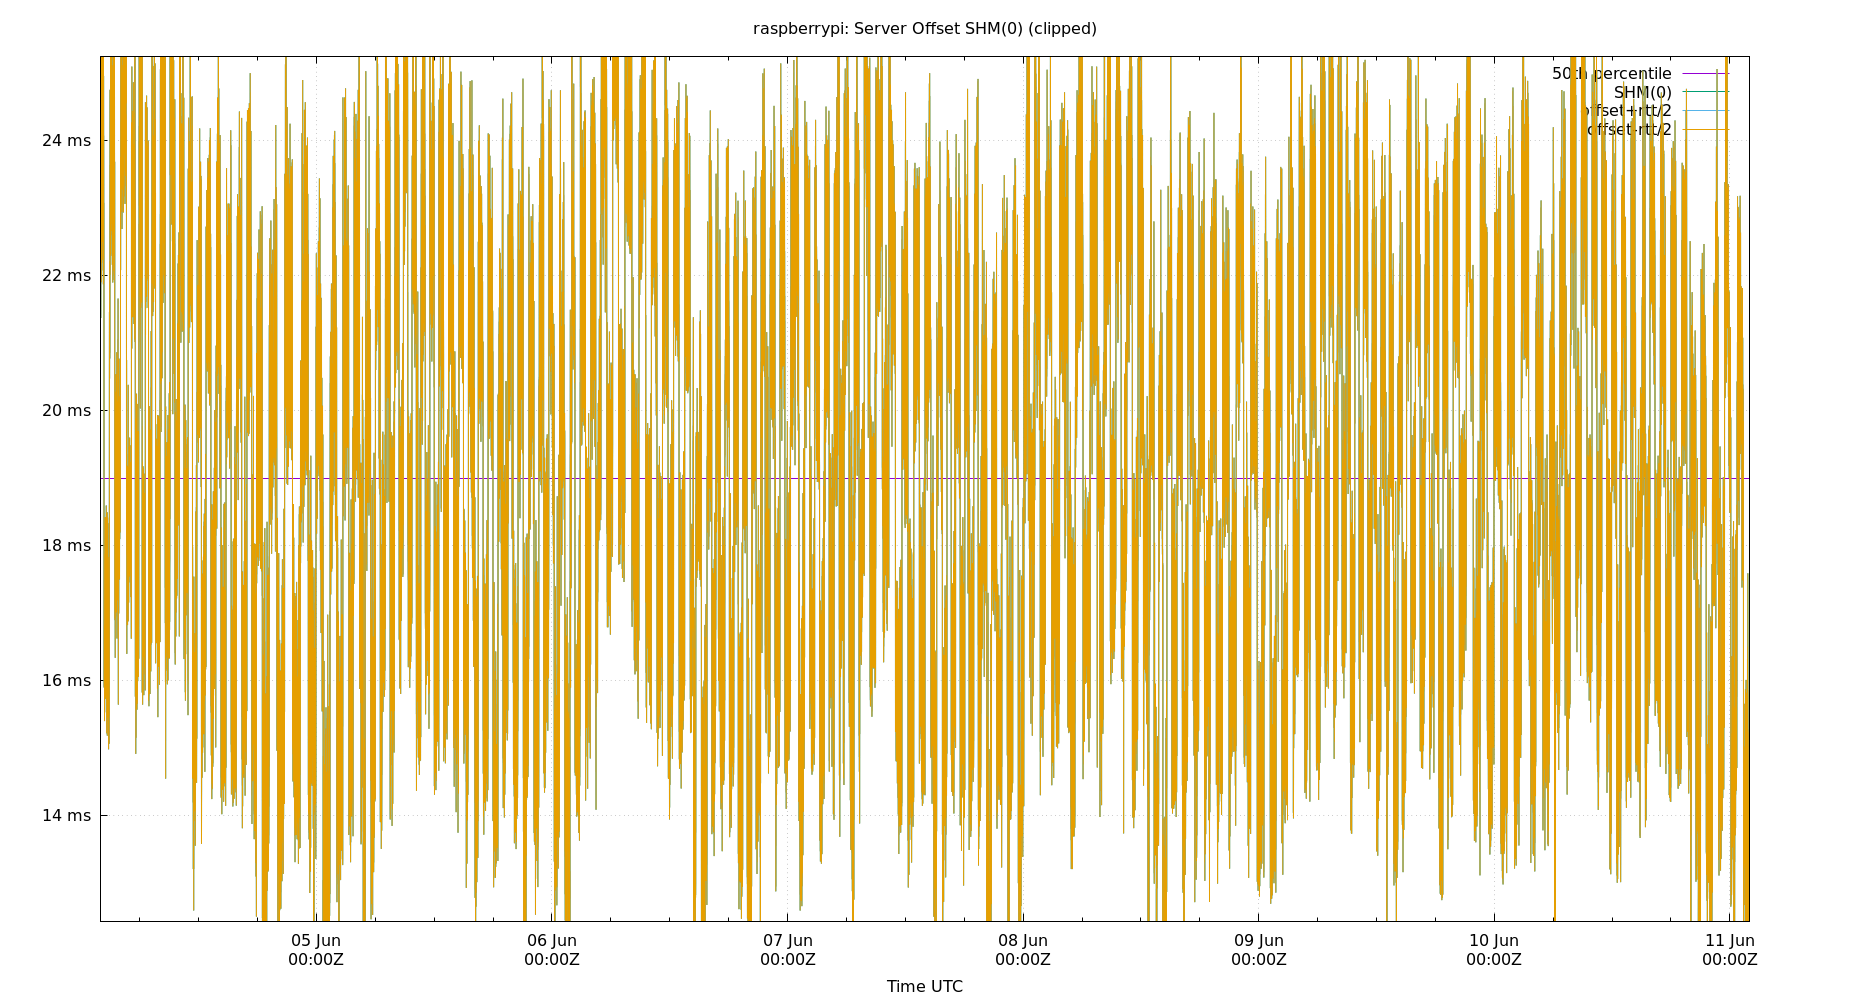 raspberrypi: Server Offset SHM(0) (clipped)
50th percentile
SHM(0)
offset+rtt/2
offset-rtt/2
24 ms
22 ms
20 ms
18 ms
16 ms
14 ms
05 Jun
00:00Z
06 Jun
00:00Z
07 Jun
00:00Z
08 Jun
00:00Z
09 Jun
00:00Z
10 Jun
00:00Z
11 Jun
00:00Z
Time UTC